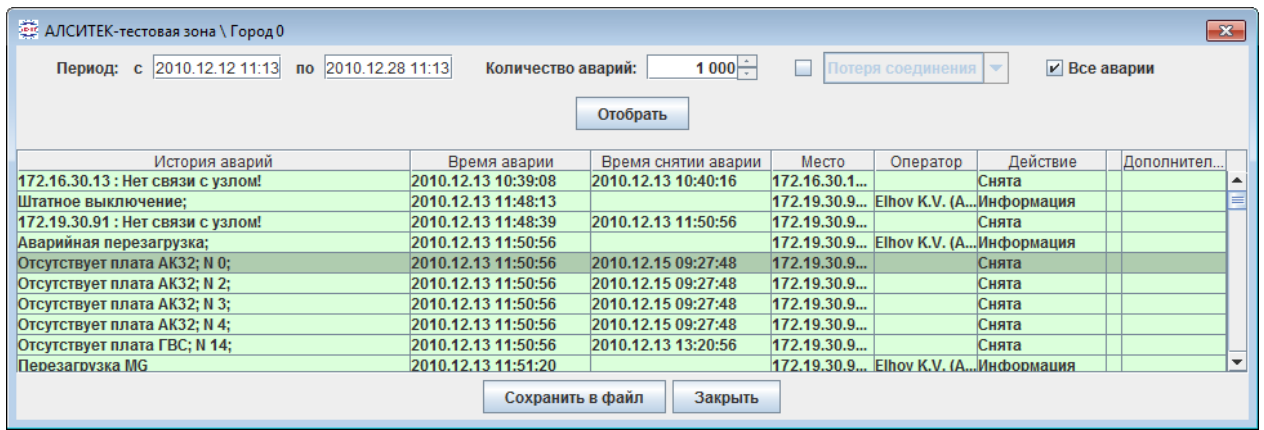 АЛСИТЕК-тестовая зона \ Город 0
Период: с 2010.12.12 11:13 по 2010.12.28 11:13 Количество аварий: 1 000 Потеря соединения Все аварии
Отобрать
История аварий Время аварии Время снятии аварии Место Оператор Действие Дополнител...
172.16.30.13 : Нет связи с узлом! 2010.12.13 10:39:08 2010.12.13 10:40:16 172.16.30.1... Снята
Штатное выключение; 2010.12.13 11:48:13 172.19.30.9... Elhov K.V. (A... Информация
172.19.30.91 : Нет связи с узлом! 2010.12.13 11:48:39 2010.12.13 11:50:56 172.19.30.9... Снята
Аварийная перезагрузка; 2010.12.13 11:50:56 172.19.30.9... Elhov K.V. (A... Информация
Отсутствует плата АК32; N 0; 2010.12.13 11:50:56 2010.12.15 09:27:48 172.19.30.9... Снята
Отсутствует плата АК32; N 2; 2010.12.13 11:50:56 2010.12.15 09:27:48 172.19.30.9... Снята
Отсутствует плата АК32; N 3; 2010.12.13 11:50:56 2010.12.15 09:27:48 172.19.30.9... Снята
Отсутствует плата АК32; N 4; 2010.12.13 11:50:56 2010.12.15 09:27:48 172.19.30.9... Снята
Отсутствует плата ГВС; N 14; 2010.12.13 11:50:56 2010.12.13 13:20:56 172.19.30.9... Снята
Перезагрузка MG 2010.12.13 11:51:20 172.19.30.9... Elhov K.V. (A... Информация
Сохранить в файл Закрыть